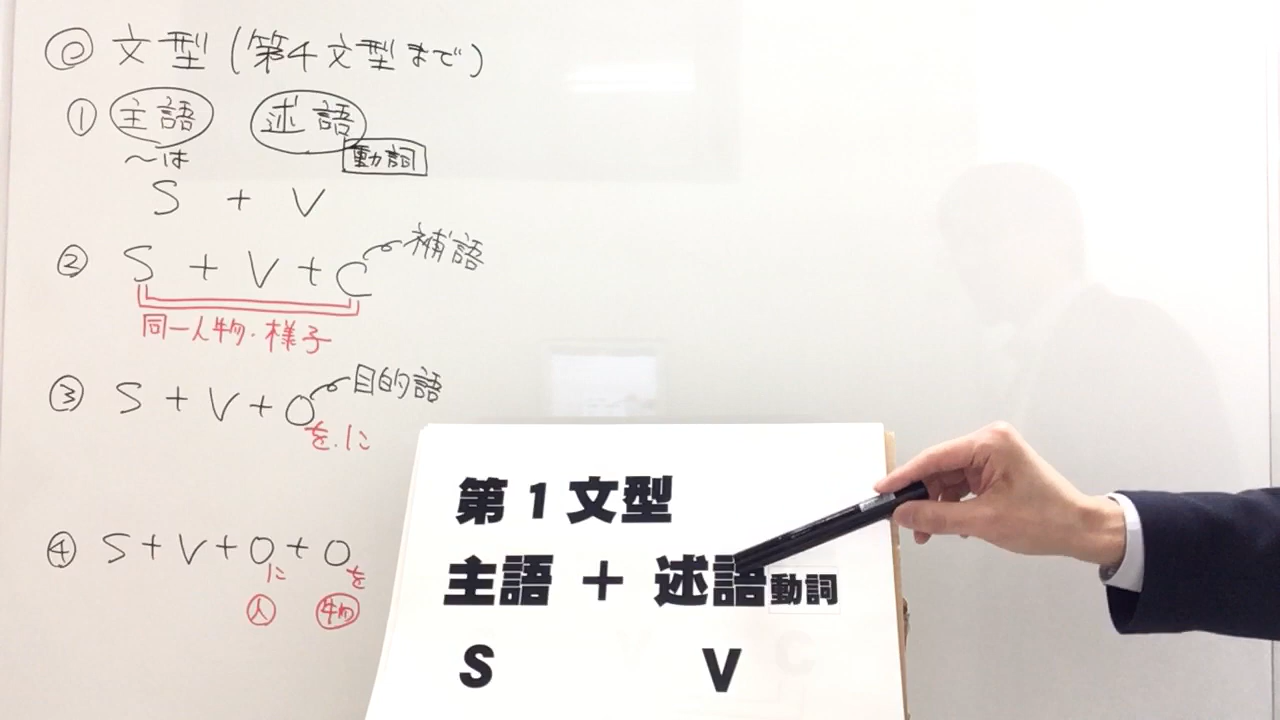 ◎ 文型 (第4文型まで)
① 主語 述語
～は 動詞
S + V
② S + V + C 補語
同一人物・様子
③ S + V + O 目的語
を.に
④ S + V + O + O
に を
人 物
第1文型
主語 + 述語 動詞
S V